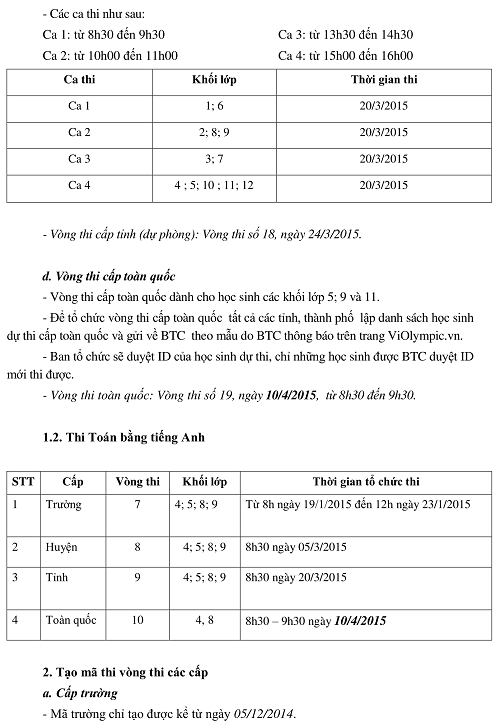 - Các ca thi như sau:
Ca 1: từ 8h30 đến 9h30 Ca 3: từ 13h30 đến 14h30
Ca 2: từ 10h00 đến 11h00 Ca 4: từ 15h00 đến 16h00
Ca thi Khối lớp Thời gian thi
Ca 1 1; 6 20/3/2015
Ca 2 2; 8; 9 20/3/2015
Ca 3 3; 7 20/3/2015
Ca 4 4 ; 5; 10 ; 11; 12 20/3/2015
- Vòng thi cấp tỉnh (dự phòng): Vòng thi số 18, ngày 24/3/2015.
d. Vòng thi cấp toàn quốc
- Vòng thi cấp toàn quốc dành cho học sinh các khối lớp 5; 9 và 11.
- Để tổ chức vòng thi cấp toàn quốc tất cả các tỉnh, thành phố lập danh sách học sinh
dự thi cấp toàn quốc và gửi về BTC theo mẫu do BTC thông báo trên trang ViOlympic.vn.
- Ban tổ chức sẽ duyệt ID của học sinh dự thi, chỉ những học sinh được BTC duyệt ID
mới thi được.
- Vòng thi toàn quốc: Vòng thi số 19, ngày 10/4/2015, từ 8h30 đến 9h30.
1.2. Thi Toán bằng tiếng Anh
STT Cấp Vòng thi Khối lớp Thời gian tổ chức thi
1 Trường 7 4; 5; 8; 9 Từ 8h ngày 19/1/2015 đến 12h ngày 23/1/2015
2 Huyện 8 4; 5; 8; 9 8h30 ngày 05/3/2015
3 Tỉnh 9 4; 5; 8; 9 8h30 ngày 20/3/2015
4 Toàn quốc 10 4, 8 8h30 – 9h30 ngày 10/4/2015
2. Tạo mã thi vòng thi các cấp
a. Cấp trường
- Mã trường chỉ tạo được kể từ ngày 05/12/2014.